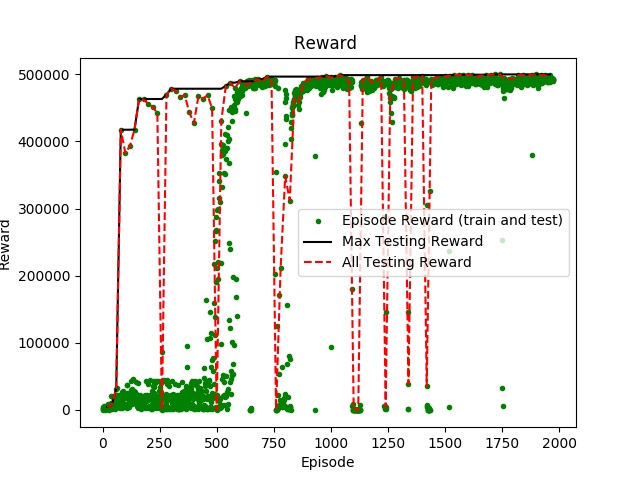 Reward
500000
400000
300000
200000
100000
0
Reward
Episode Reward (train and test)
Max Testing Reward
All Testing Reward
0 250 500 750 1000 1250 1500 1750 2000
Episode